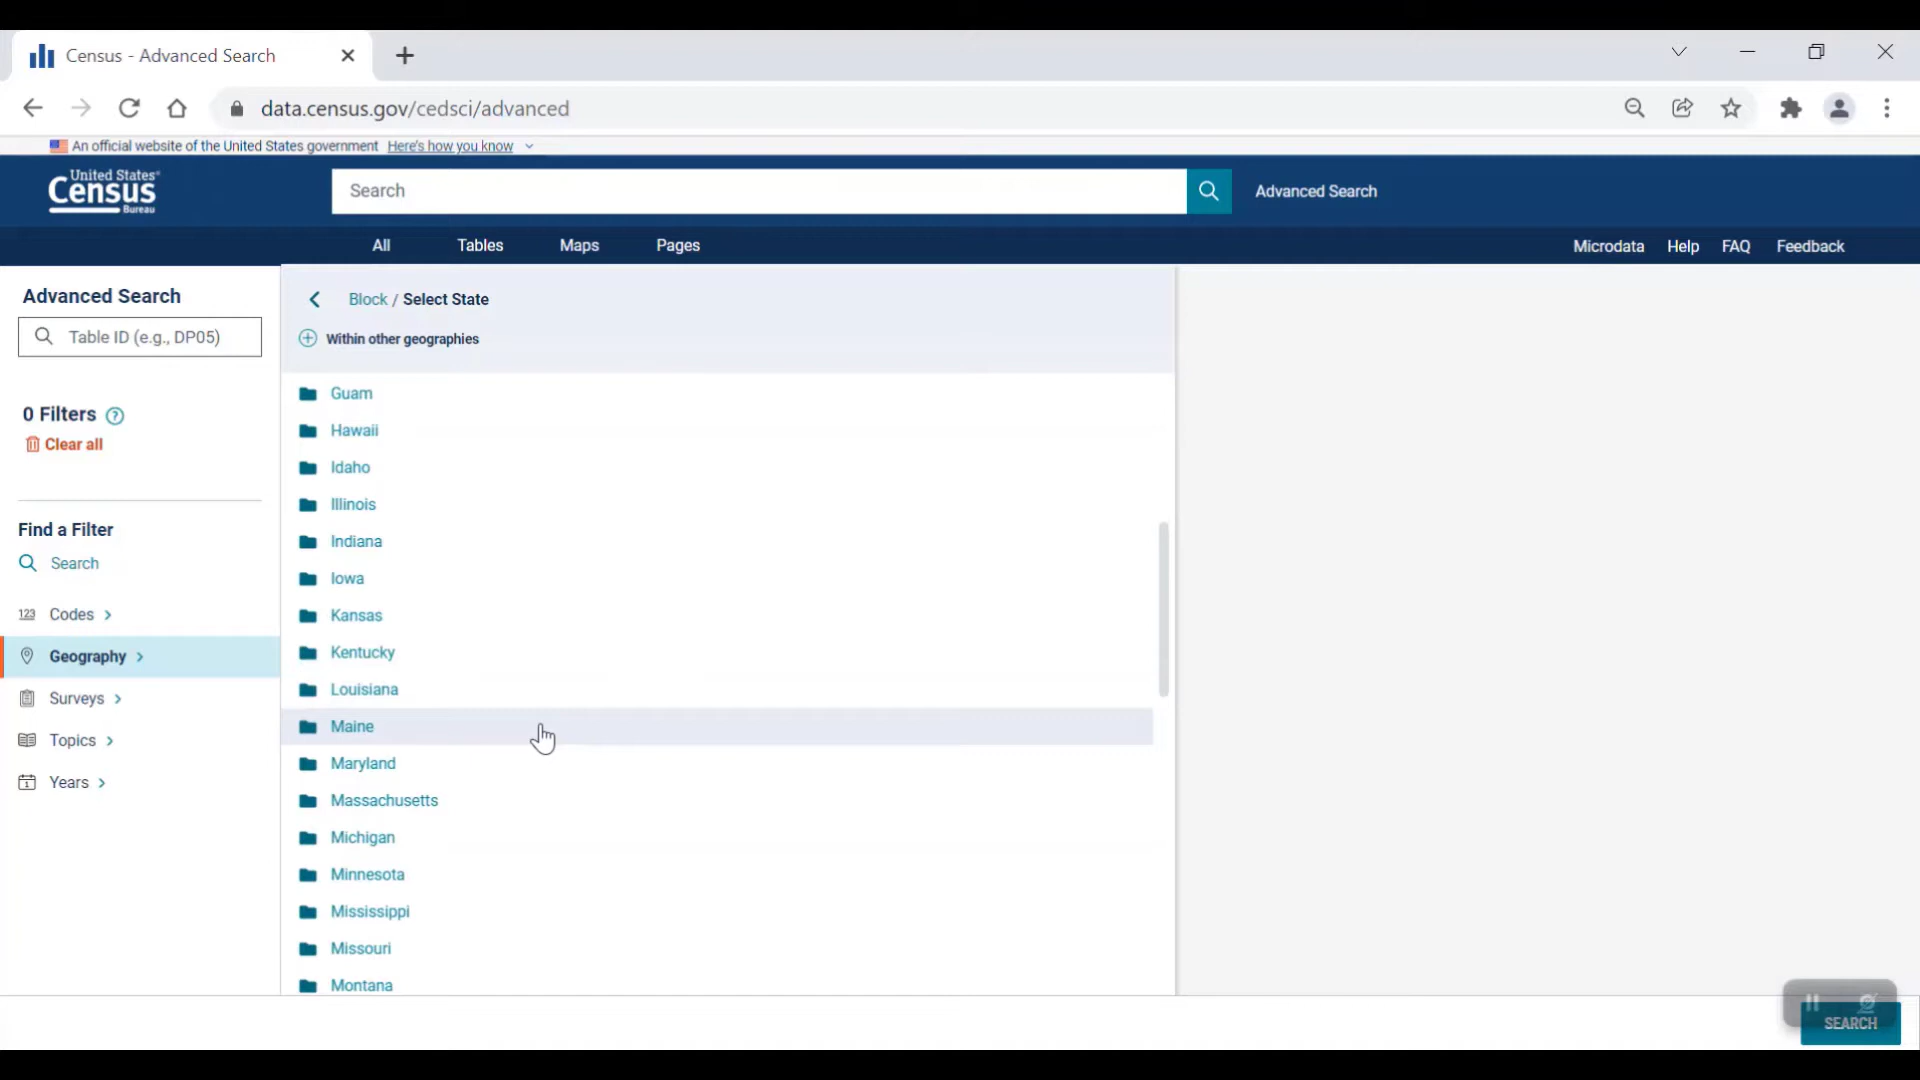 Census - Advanced Search
data.census.gov/cedsci/advanced
An official website of the United States government Here's how you know
United States®
Census
Bureau
Search
Advanced Search
All Tables Maps Pages
Microdata Help FAQ Feedback
Advanced Search
Table ID (e.g., DP05)
0 Filters ?
Clear all
Find a Filter
Search
123 Codes
Geography
Surveys
Topics
1 Years
Block / Select State
Within other geographies
Guam
Hawaii
Idaho
Illinois
Indiana
Iowa
Kansas
Kentucky
Louisiana
Maine
Maryland
Massachusetts
Michigan
Minnesota
Mississippi
Missouri
Montana
SEARCH